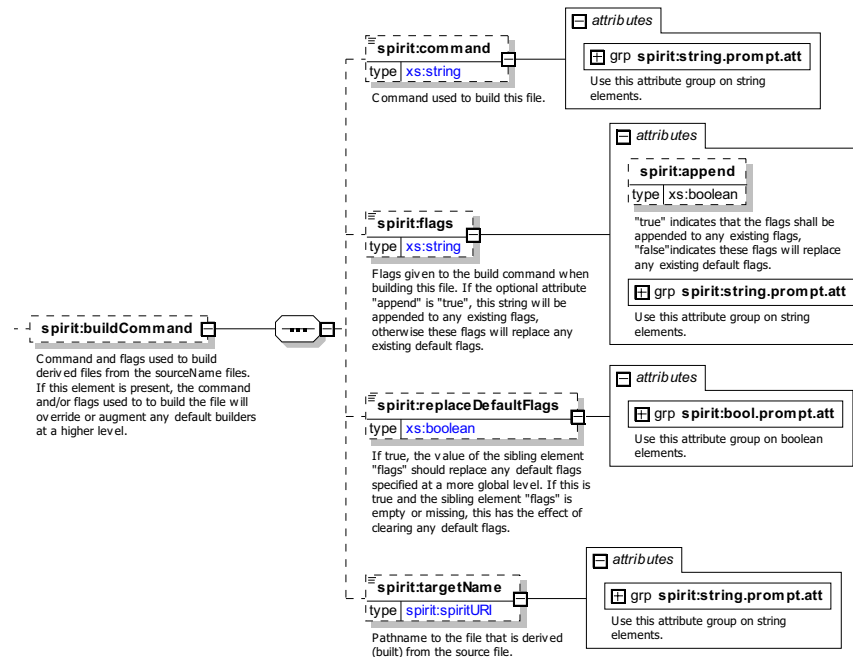 attributes
spirit:command
type xs:string
Command used to build this file.
grp spirit:string.prompt.att
Use this attribute group on string
elements.
attributes
spirit:append
type xs:boolean
"true" indicates that the flags shall be
appended to any existing flags,
"false"indicates these flags will replace
any existing default flags.
grp spirit:string.prompt.att
Use this attribute group on string
elements.
spirit:flags
type xs:string
Flags given to the build command when
building this file. If the optional attribute
"append" is "true", this string will be
appended to any existing flags,
otherwise these flags will replace any
existing default flags.
spirit:buildCommand
Command and flags used to build
derived files from the sourceName files.
If this element is present, the command
and/or flags used to to build the file will
override or augment any default builders
at a higher level.
attributes
spirit:replaceDefaultFlags
type xs:boolean
grp spirit:bool.prompt.att
Use this attribute group on boolean
elements.
If true, the value of the sibling element
"flags" should replace any default flags
specified at a more global level. If this is
true and the sibling element "flags" is
empty or missing, this has the effect of
clearing any default flags.
attributes
spirit:targetName
type spirit:spiritURI
grp spirit:string.prompt.att
Use this attribute group on string
elements.
Pathname to the file that is derived
(built) from the source file.